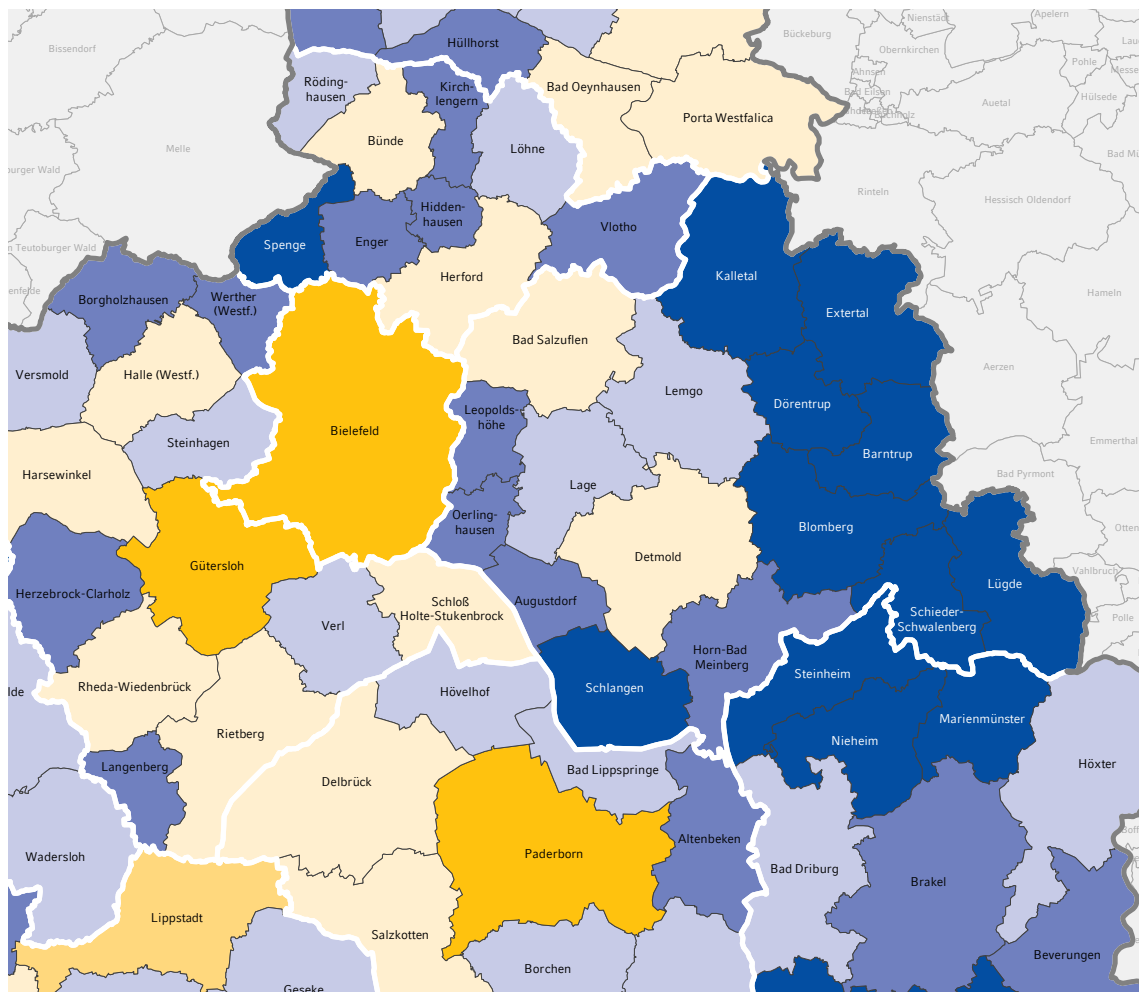 Nienstädt
Apelern
Bissendorf
Hüllhorst
Bückeburg
Obernkirchen
Pohle
Ahnsen
Röding-
hausen
Kirch-
lengern
Bad Oeynhausen
Bad Eilsen
Auetal
Hülsede
Buchholz
Porta Westfalica
Melle
Bünde
Löhne
Rinteln
Hessisch Oldendorf
Hidden-
hausen
Vlotho
Spenge
Enger
Herford
Kalletal
Borgholzhausen
Werther
(Westf.)
Hameln
Extertal
Bad Salzuflen
Versmold
Halle (Westf.)
Aerzen
Lemgo
Dörentrup
Leopolds-
höhe
Bielefeld
Steinhagen
Emmerthal
Barntrup
Harsewinkel
Bad Pyrmont
Lage
Oerling-
hausen
Blomberg
Detmold
Gütersloh
Vahlbruch
Lügde
Herzebrock-Clarholz
Schloß
Holte-Stukenbrock
Augustdorf
Schieder-
Schwalenberg
Polle
Verl
Horn-Bad
Meinberg
Steinheim
Rheda-Wiedenbrück
Hövelhof
Schlangen
Marienmünster
Rietberg
Nieheim
Langenberg
Delbrück
Bad Lippspringe
Höxter
Altenbeken
Wadersloh
Paderborn
Bad Driburg
Brakel
Lippstadt
Salzkotten
Borchen
Beverungen
Geseke